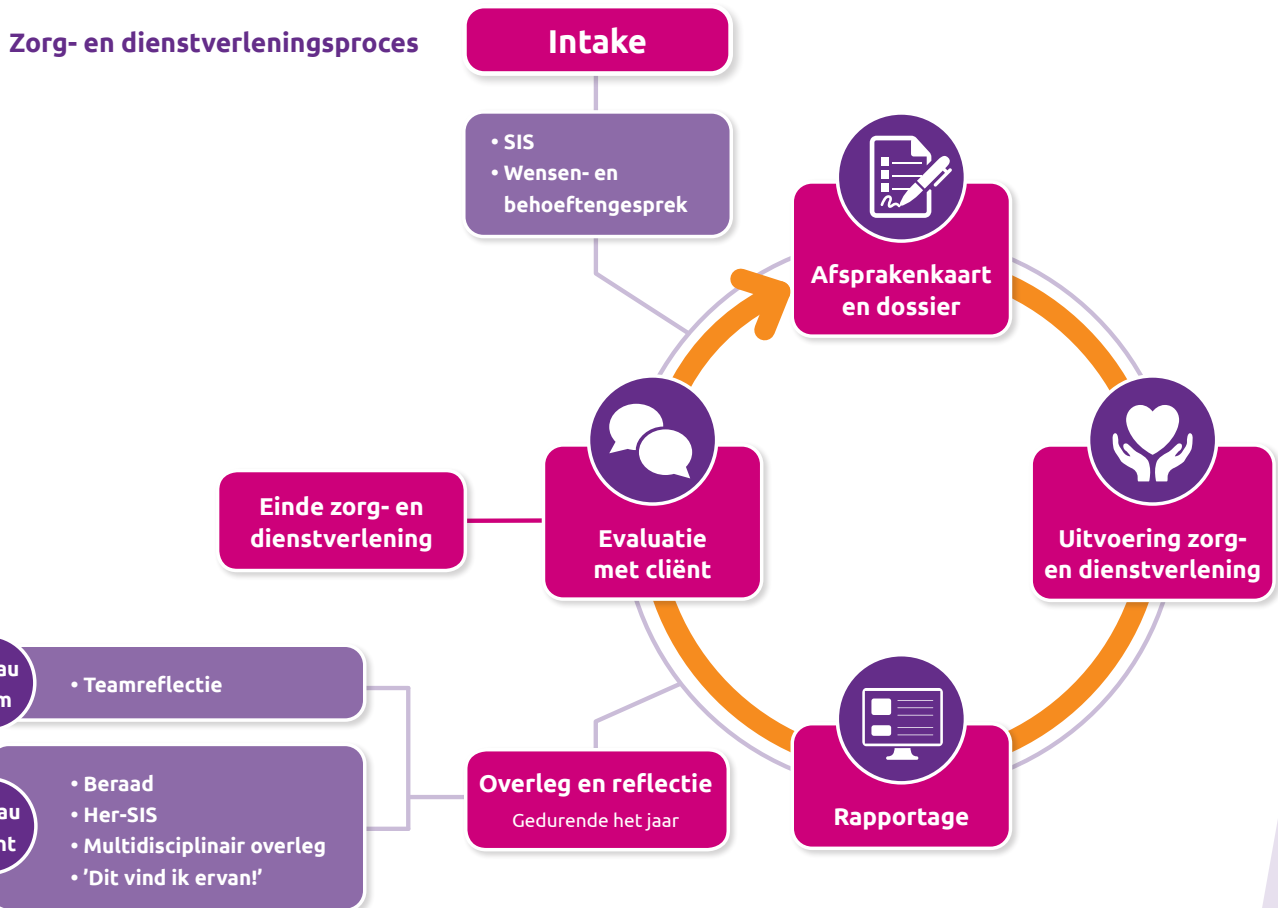 Zorg- en dienstverleningsproces
Intake
• SIS
• Wensen- en
behoeftengesprek
Afsprakenkaart
en dossier
Einde zorg- en
dienstverlening
Evaluatie
met cliënt
Uitvoering zorg-
en dienstverlening
• Teamreflectie
Overleg en reflectie
Gedurende het jaar
Rapportage
• Beraad
• Her-SIS
• Multidisciplinair overleg
• 'Dit vind ik ervan!'